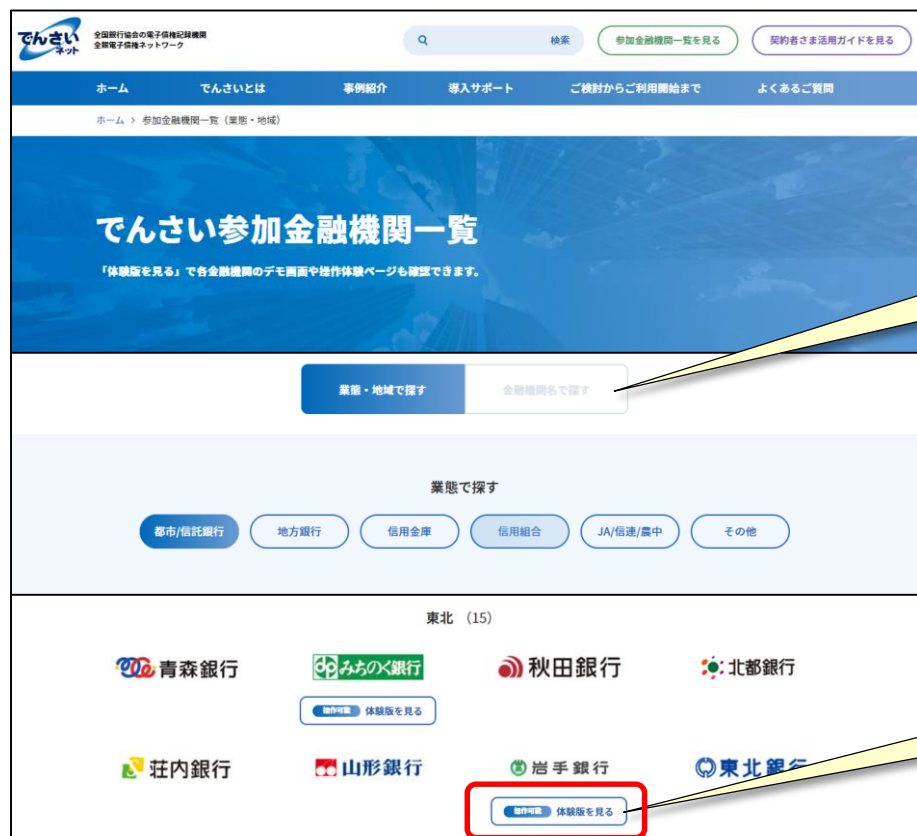 でんさい
ネット
全国銀行協会の電子債権記録機関
全銀電子債権ネットワーク
検索
参加金融機関一覧を見る
契約者さま活用ガイドを見る
ホーム
でんさいとは
事例紹介
導入サポート
ご検討からご利用開始まで
よくあるご質問
ホーム > 参加金融機関一覧（業態・地域）
でんさい参加金融機関一覧
「体験版を見る」で各金融機関のデモ画面や操作体験ページも確認できます。
業態・地域で探す
金融機関名で探す
業態で探す
都市/信託銀行
地方銀行
信用金庫
信用組合
JA/信連/農中
その他
東北 （15）
青森銀行
みちのく銀行
秋田銀行
北都銀行
操作可能 体験版を見る
荘内銀行
山形銀行
岩手銀行
東北銀行
操作可能 体験版を見る